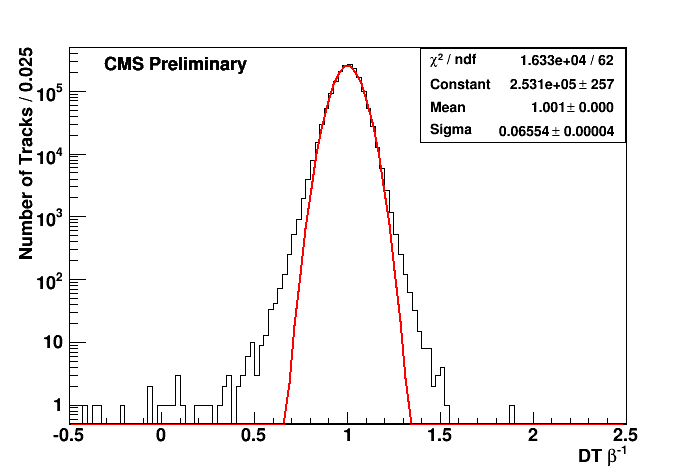 CMS Preliminary
χ² / ndf 1.633e+04 / 62
Constant 2.531e+05 ± 257
Mean 1.001 ± 0.000
Sigma 0.06554 ± 0.00004
Number of Tracks / 0.025
10⁵
10⁴
10³
10²
10
1
-0.5 0 0.5 1 1.5 2 2.5
DT β⁻¹